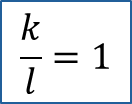 k/l = 1